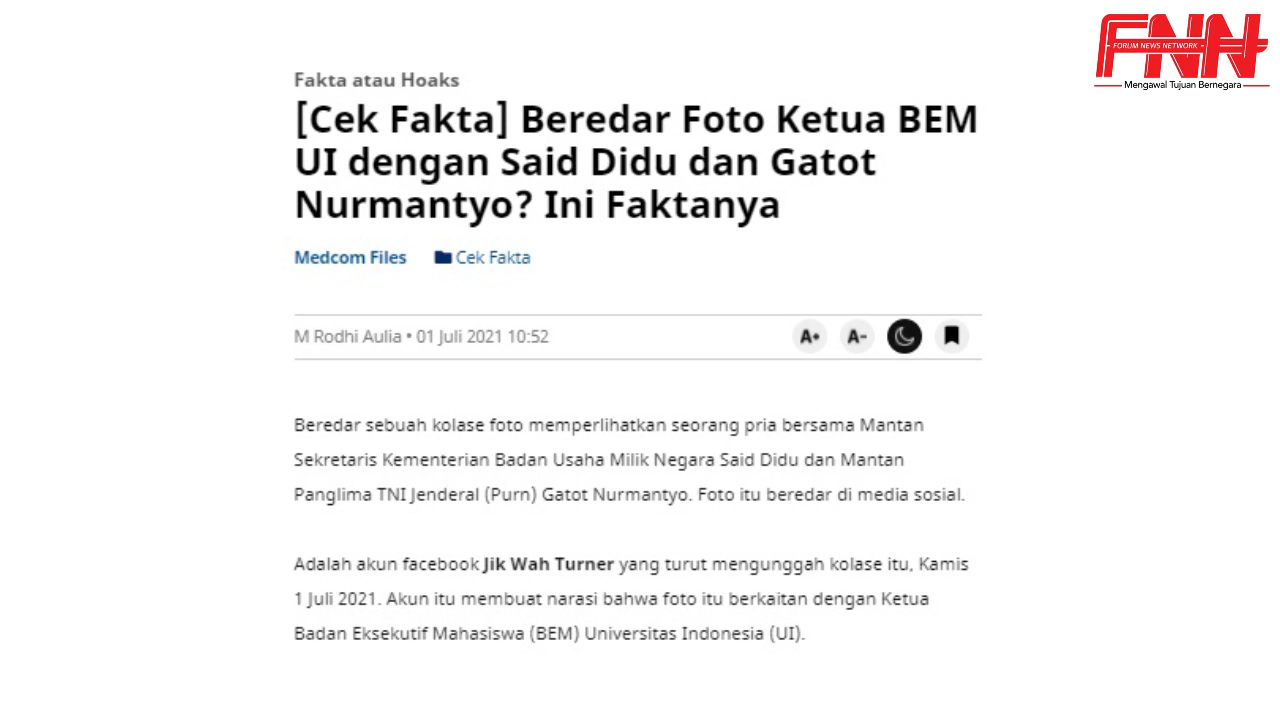 FNN
FORUM NEWS NETWORK
Mengawal Tujuan Bernegara
Fakta atau Hoaks
[Cek Fakta] Beredar Foto Ketua BEM
UI dengan Said Didu dan Gatot
Nurmantyo? Ini Faktanya
Medcom Files Cek Fakta
M Rodhi Aulia • 01 Juli 2021 10:52 A+ A-
Beredar sebuah kolase foto memperlihatkan seorang pria bersama Mantan
Sekretaris Kementerian Badan Usaha Milik Negara Said Didu dan Mantan
Panglima TNI Jenderal (Purn) Gatot Nurmantyo. Foto itu beredar di media sosial.
Adalah akun facebook Jik Wah Turner yang turut mengunggah kolase itu, Kamis
1 Juli 2021. Akun itu membuat narasi bahwa foto itu berkaitan dengan Ketua
Badan Eksekutif Mahasiswa (BEM) Universitas Indonesia (UI).